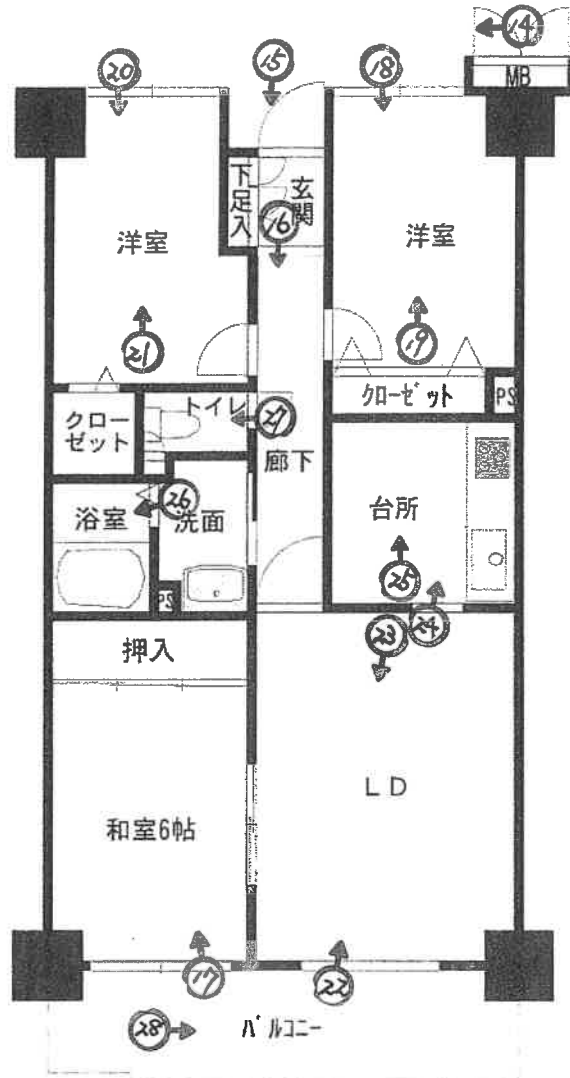 14
MB
20
15
18
下足入
玄関
16
洋室
洋室
21
19
クローゼット
PS
クロー
ゼット
トイレ
27
廊下
台所
26
浴室
洗面
25
PS
24
23
押入
LD
和室6帖
17
22
28
バルコニー